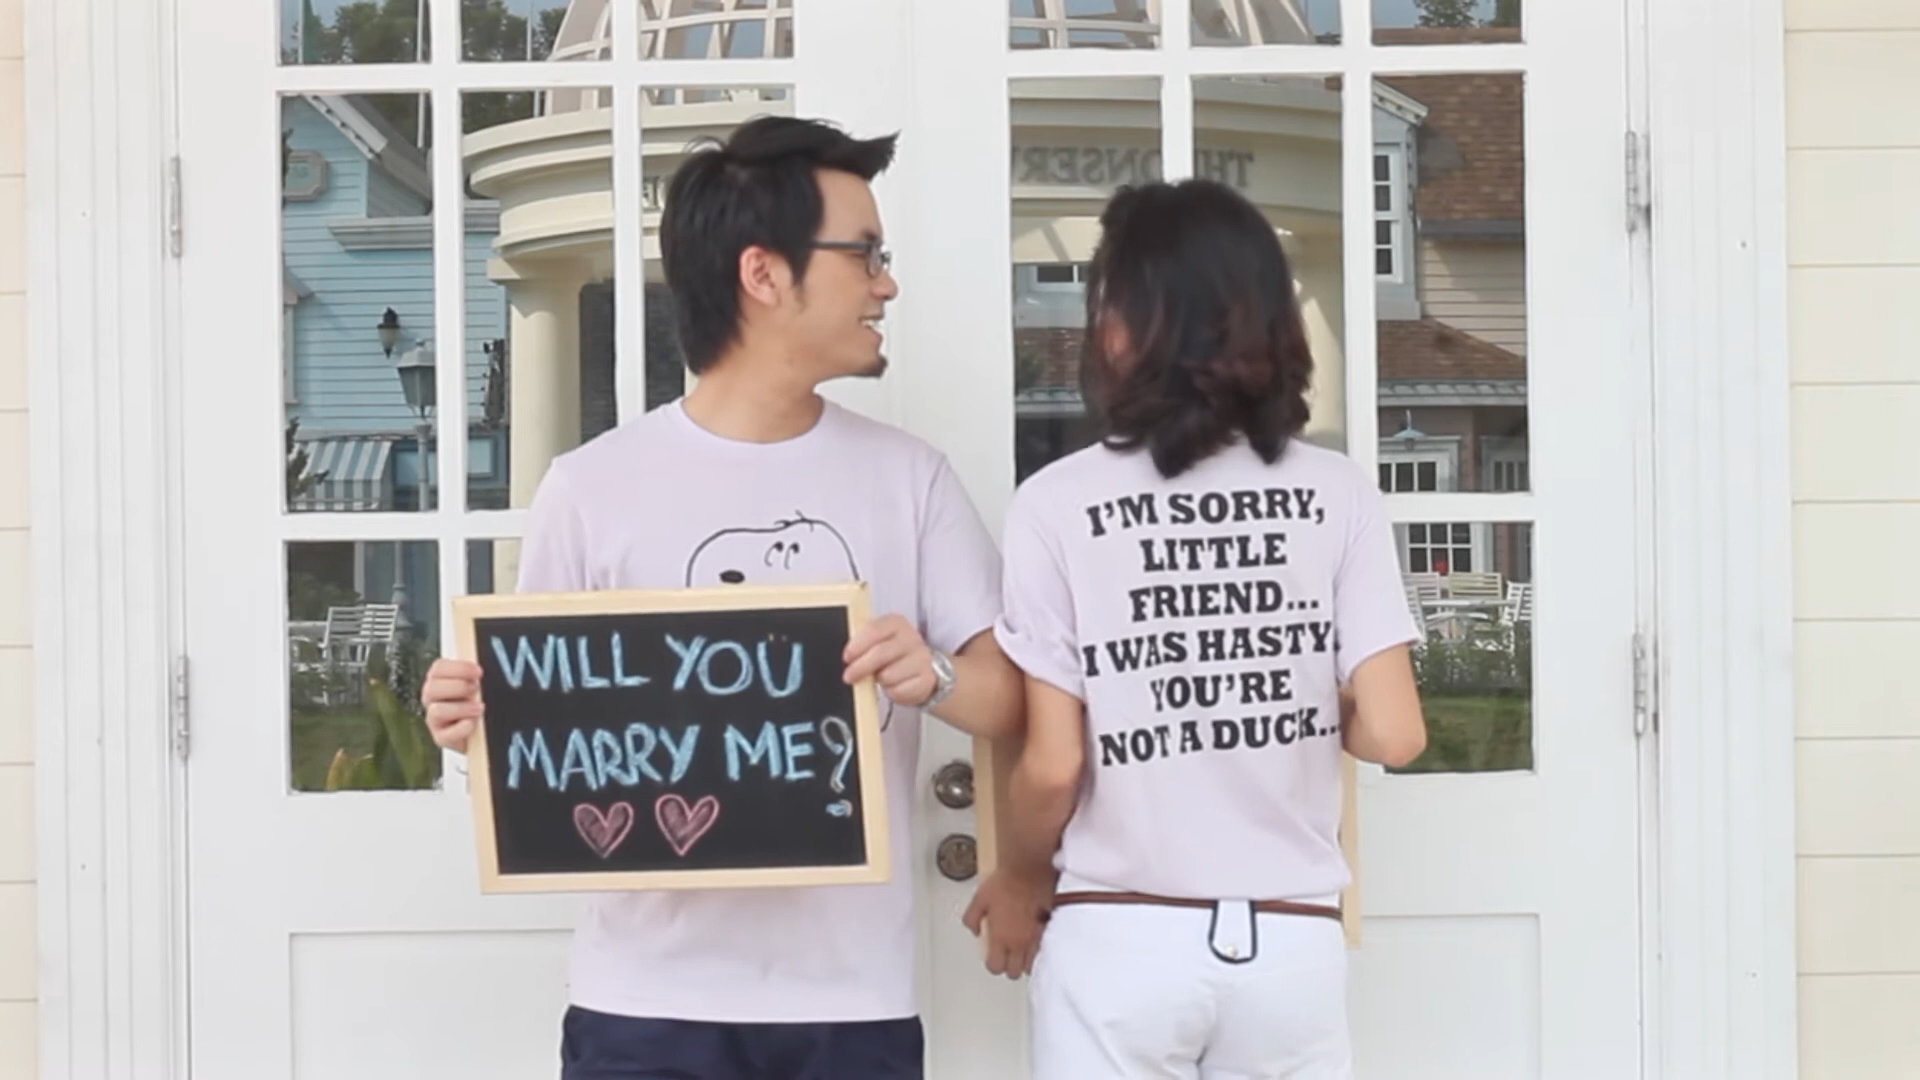 WILL YOU
MARRY ME?
I'M SORRY,
LITTLE
FRIEND...
I WAS HASTY.
YOU'RE
NOT A DUCK...